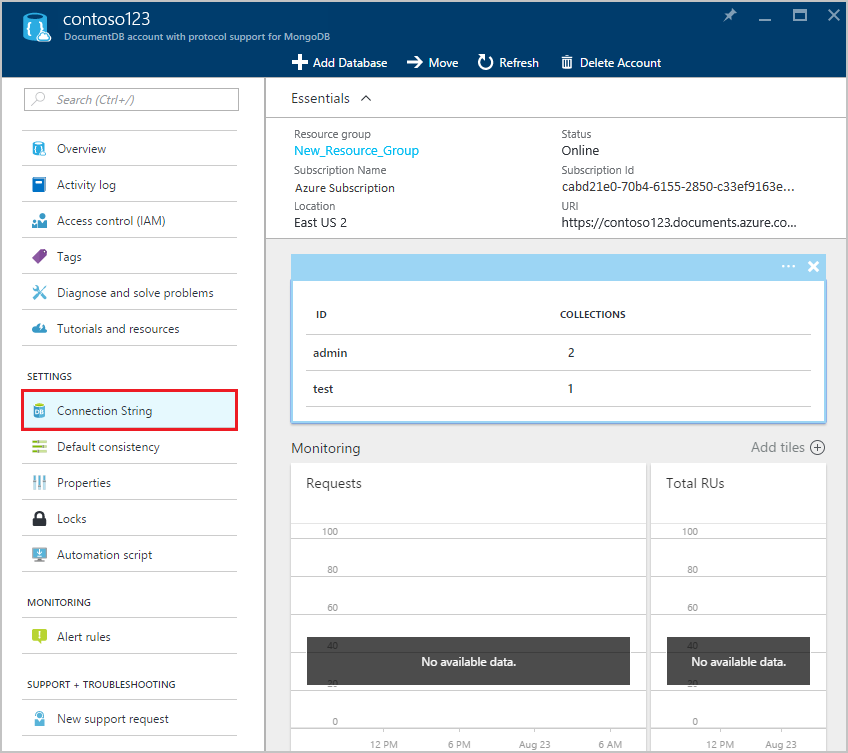 contoso123
DocumentDB account with protocol support for MongoDB
Add Database Move Refresh Delete Account
Search (Ctrl+/)
Overview
Activity log
Access control (IAM)
Tags
Diagnose and solve problems
Tutorials and resources
SETTINGS
DB Connection String
Default consistency
Properties
Locks
Automation script
MONITORING
Alert rules
SUPPORT + TROUBLESHOOTING
New support request
Essentials
Resource group
New_Resource_Group
Subscription Name
Azure Subscription
Location
East US 2
Status
Online
Subscription Id
cabd21e0-70b4-6155-2850-c33ef9163e...
URI
https://contoso123.documents.azure.co...
ID COLLECTIONS
admin 2
test 1
Monitoring Add tiles
Requests
100
80
60
40
No available data.
20
0
12 PM 6 PM Aug 23 6 AM
Total RUs
100
80
60
40
No available data.
20
0
12 PM Aug 23